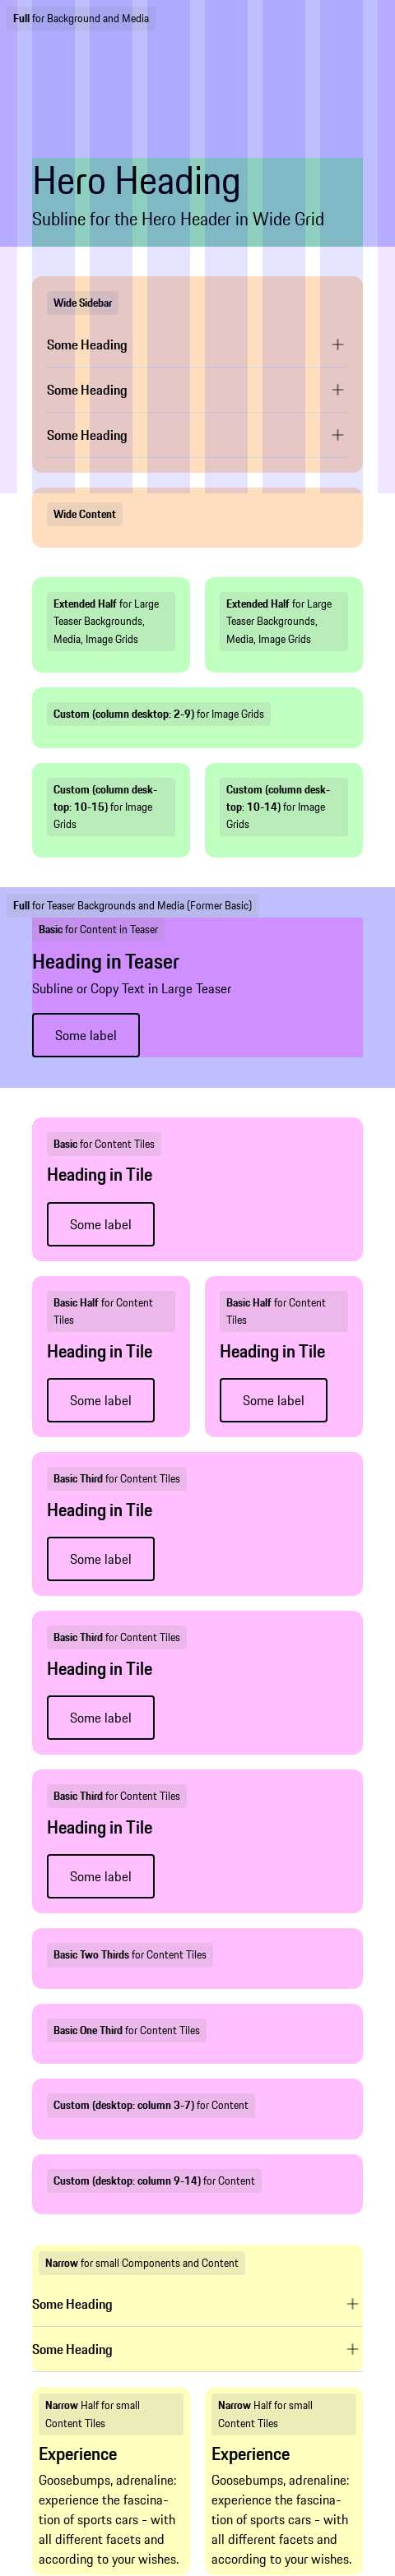 Full for Background and Media
Hero Heading
Subline for the Hero Header in Wide Grid
Wide Sidebar
Some Heading
Some Heading
Some Heading
Wide Content
Extended Half for Large
Teaser Backgrounds,
Media, Image Grids
Extended Half for Large
Teaser Backgrounds,
Media, Image Grids
Custom (column desktop: 2-9) for Image Grids
Custom (column desk-
top: 10-15) for Image
Grids
Custom (column desk-
top: 10-14) for Image
Grids
Full for Teaser Backgrounds and Media (Former Basic)
Basic for Content in Teaser
Heading in Teaser
Subline or Copy Text in Large Teaser
Some label
Basic for Content Tiles
Heading in Tile
Some label
Basic Half for Content
Tiles
Heading in Tile
Some label
Basic Half for Content
Tiles
Heading in Tile
Some label
Basic Third for Content Tiles
Heading in Tile
Some label
Basic Third for Content Tiles
Heading in Tile
Some label
Basic Third for Content Tiles
Heading in Tile
Some label
Basic Two Thirds for Content Tiles
Basic One Third for Content Tiles
Custom (desktop: column 3-7) for Content
Custom (desktop: column 9-14) for Content
Narrow for small Components and Content
Some Heading
Some Heading
Narrow Half for small
Content Tiles
Experience
Goosebumps, adrenaline:
experience the fascina-
tion of sports cars - with
all different facets and
according to your wishes.
Narrow Half for small
Content Tiles
Experience
Goosebumps, adrenaline:
experience the fascina-
tion of sports cars - with
all different facets and
according to your wishes.